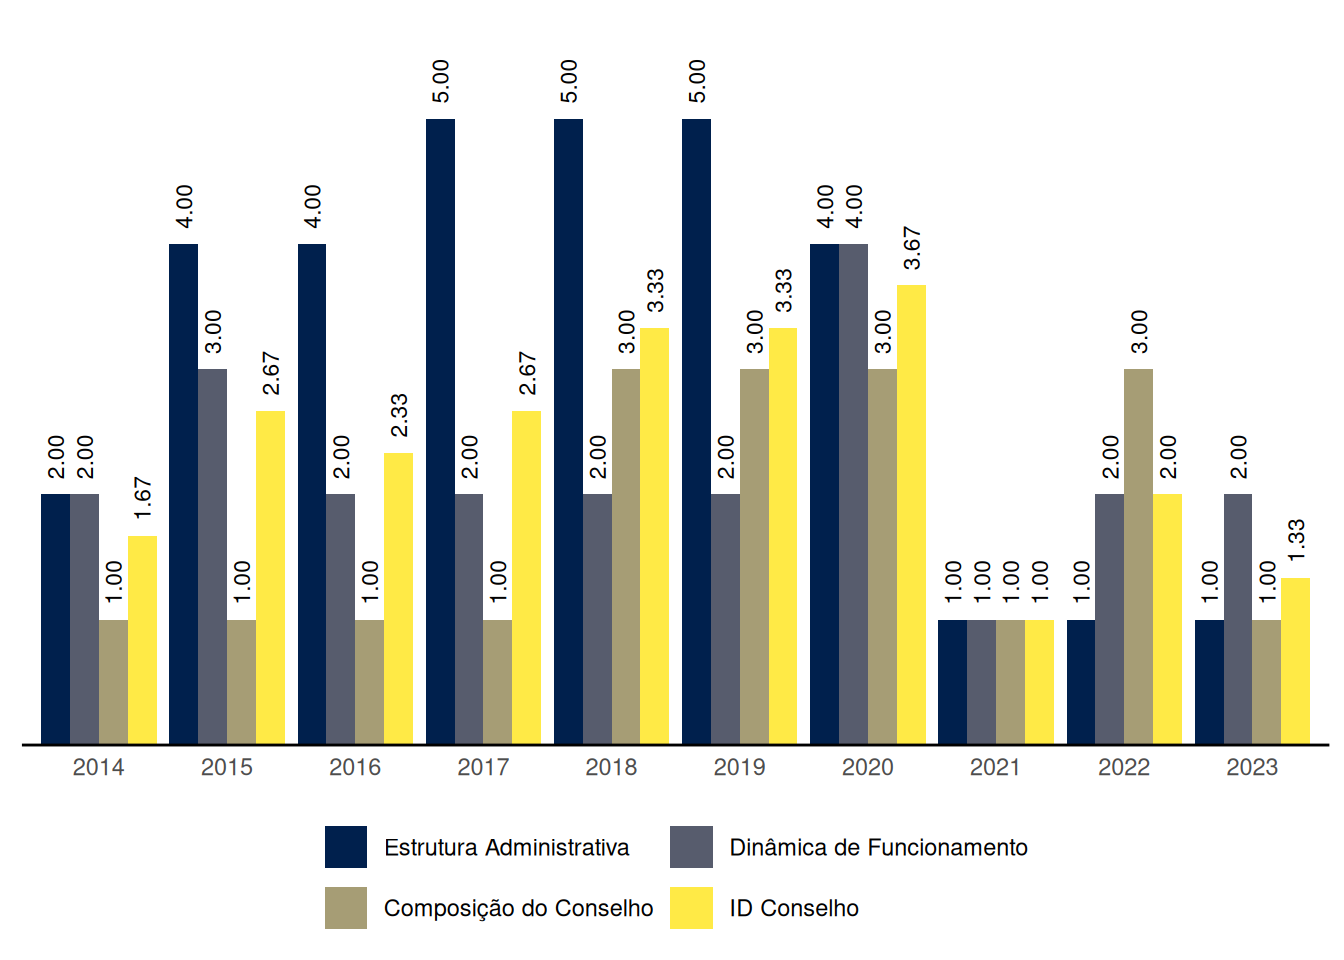 2.00 2.00 1.00 1.67
4.00 3.00 1.00 2.67
4.00 2.00 1.00 2.33
5.00 2.00 1.00 2.67
5.00 2.00 3.00 3.33
5.00 2.00 3.00 3.33
4.00 4.00 3.00 3.67
1.00 1.00 1.00 1.00
1.00 2.00 3.00 2.00
1.00 2.00 1.00 1.33
2014 2015 2016 2017 2018 2019 2020 2021 2022 2023
Estrutura Administrativa Dinâmica de Funcionamento
Composição do Conselho ID Conselho